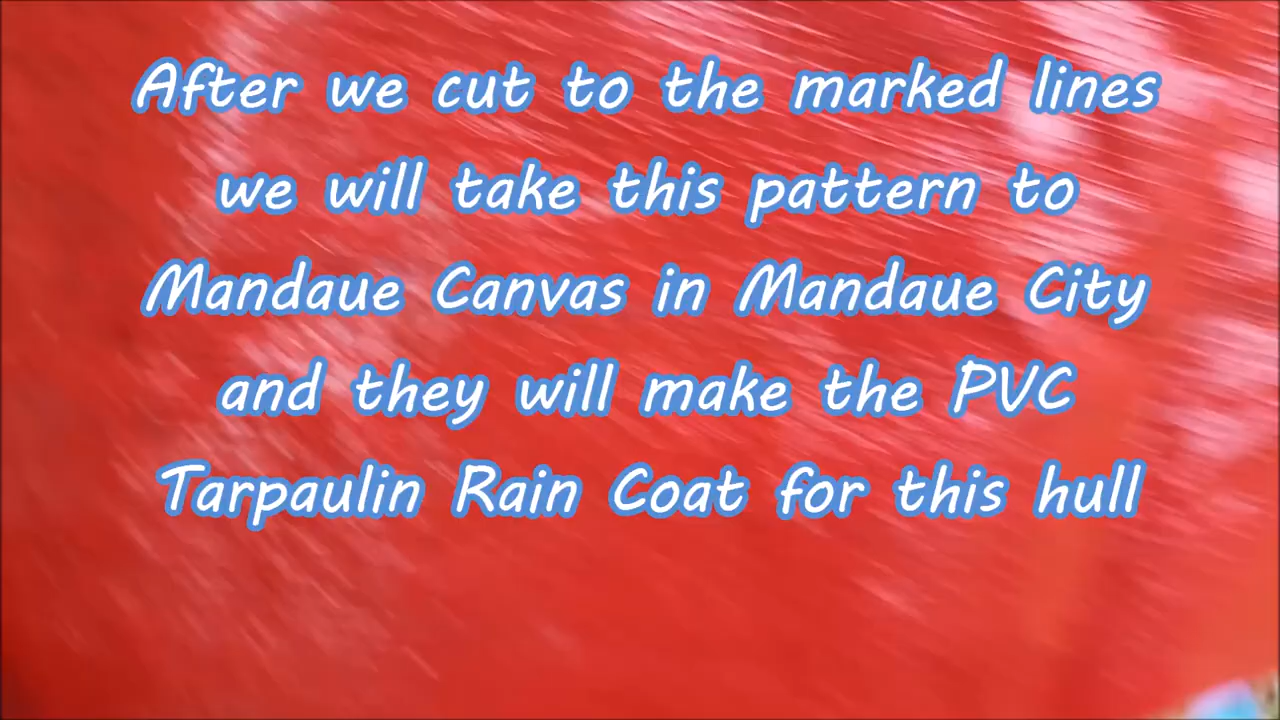 After we cut to the marked lines
we will take this pattern to
Mandaue Canvas in Mandaue City
and they will make the PVC
Tarpaulin Rain Coat for this hull